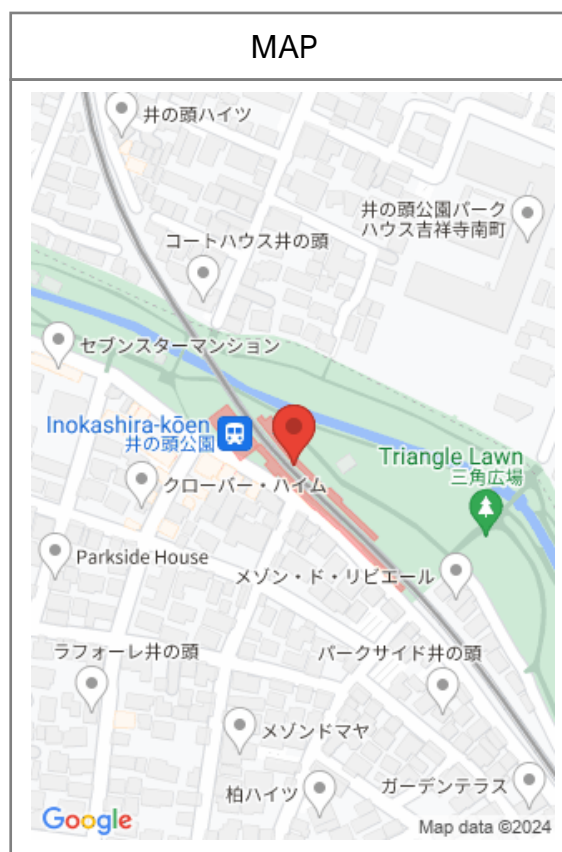 MAP
井の頭ハイツ
井の頭公園パーク
ハウス吉祥寺南町
コートハウス井の頭
セブンスターマンション
Inokashira-kōen
井の頭公園
Triangle Lawn
三角広場
クローバー・ハイム
Parkside House
メゾン・ド・リビエール
ラフォーレ井の頭
パークサイド井の頭
メゾンドマヤ
柏ハイツ
ガーデンテラス
Google
Map data ©2024